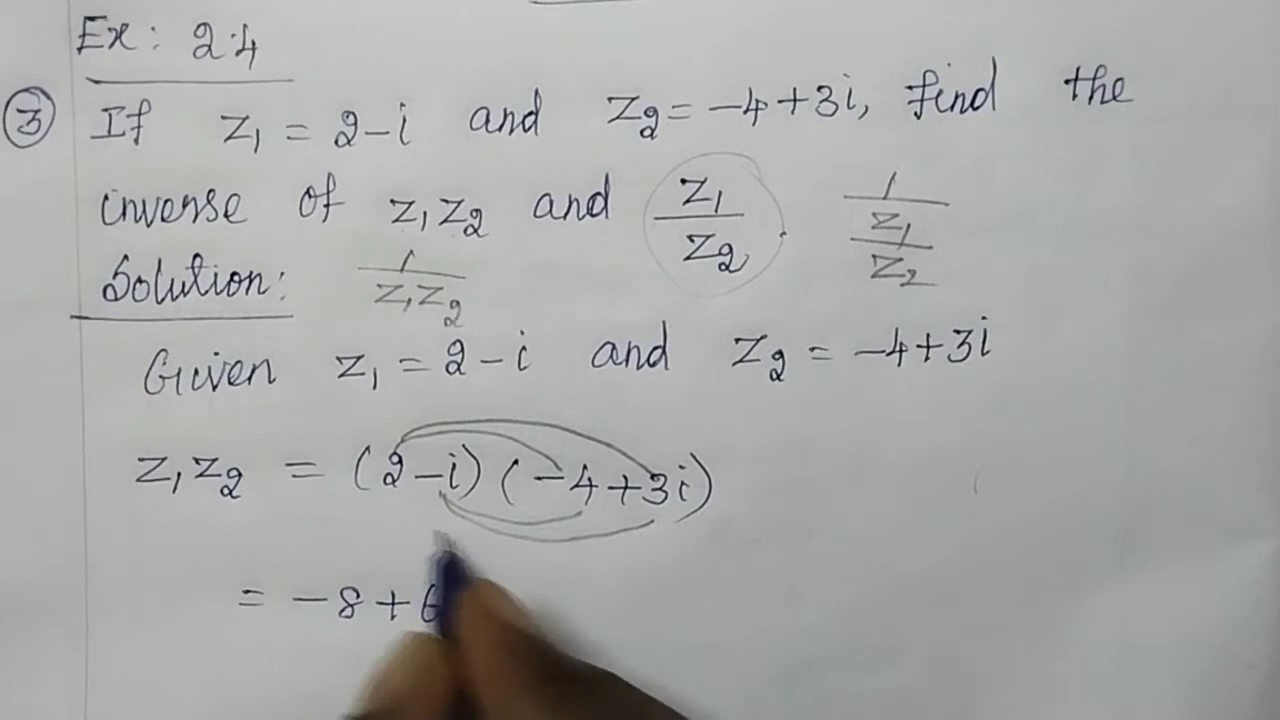 Ex: 2.4
③ If z₁ = 2-i and z₂ = -4+3i, find the
inverse of z₁z₂ and z₁/z₂. 1/(z₁/z₂)
Solution: 1/(z₁z₂)
Given z₁ = 2-i and z₂ = -4+3i
z₁z₂ = (2-i)(-4+3i)
= -8+6